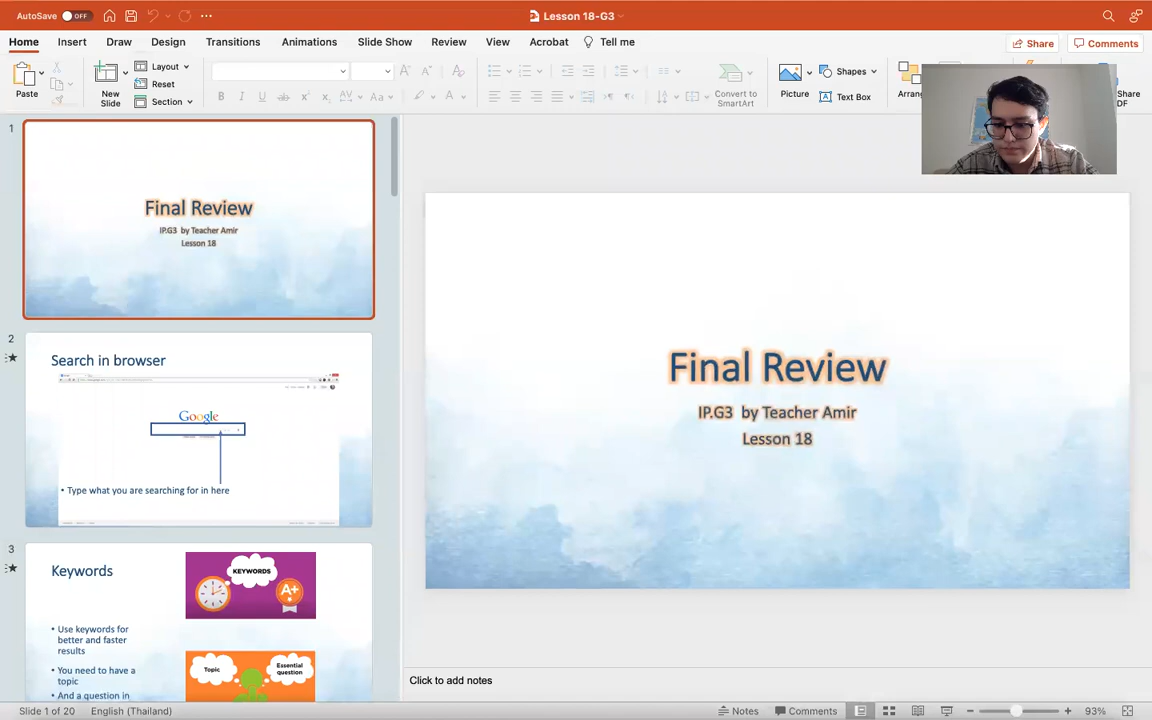 AutoSave OFF
Lesson 18-G3
Home Insert Draw Design Transitions Animations Slide Show Review View Acrobat Tell me
Share Comments
Paste
New
Slide
Layout
Reset
Section
B I U ab
Aa
Convert to
SmartArt
Picture
Shapes
Text Box
Arran
Share
DF
1
Final Review
IP.G3 by Teacher Amir
Lesson 18
2
Search in browser
Google
• Type what you are searching for in here
3
Keywords
KEYWORDS
A+
• Use keywords for
better and faster
results
• You need to have a
topic
• And a question in
Topic
Essential
question
Final Review
IP.G3 by Teacher Amir
Lesson 18
Click to add notes
Slide 1 of 20 English (Thailand) Notes Comments 93%